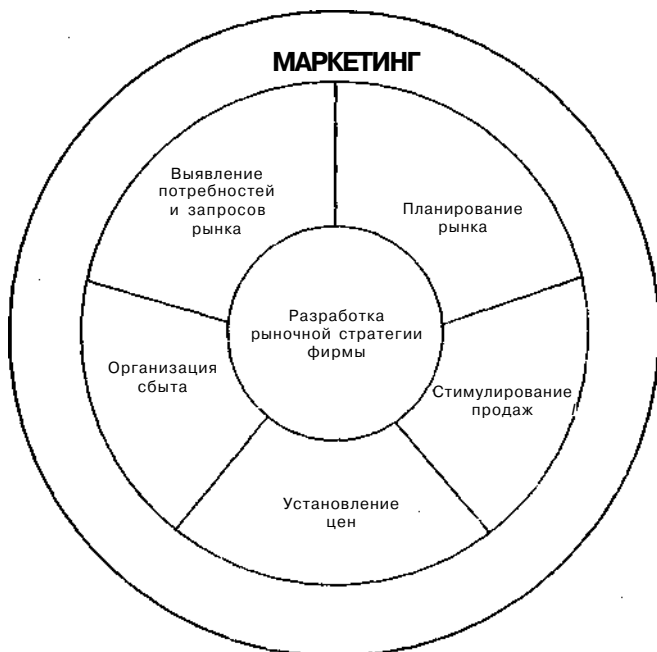 МАРКЕТИНГ
Выявление
потребностей
и запросов
рынка
Планирование
рынка
Разработка
рыночной стратегии
фирмы
Организация
сбыта
Стимулирование
продаж
Установление
цен